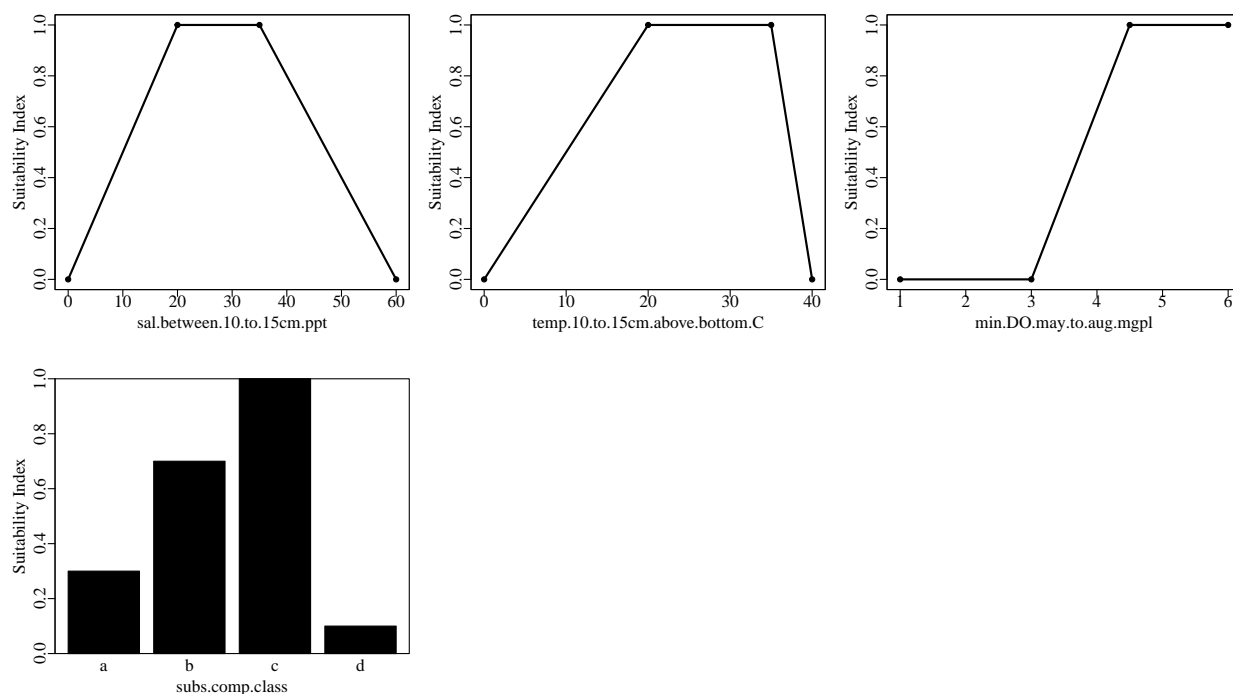 Suitability Index
0.0 0.2 0.4 0.6 0.8 1.0
0 10 20 30 40 50 60
sal.between.10.to.15cm.ppt
Suitability Index
0.0 0.2 0.4 0.6 0.8 1.0
0 10 20 30 40
temp.10.to.15cm.above.bottom.C
Suitability Index
0.0 0.2 0.4 0.6 0.8 1.0
1 2 3 4 5 6
min.DO.may.to.aug.mgpl
Suitability Index
0.0 0.2 0.4 0.6 0.8 1.0
a b c d
subs.comp.class